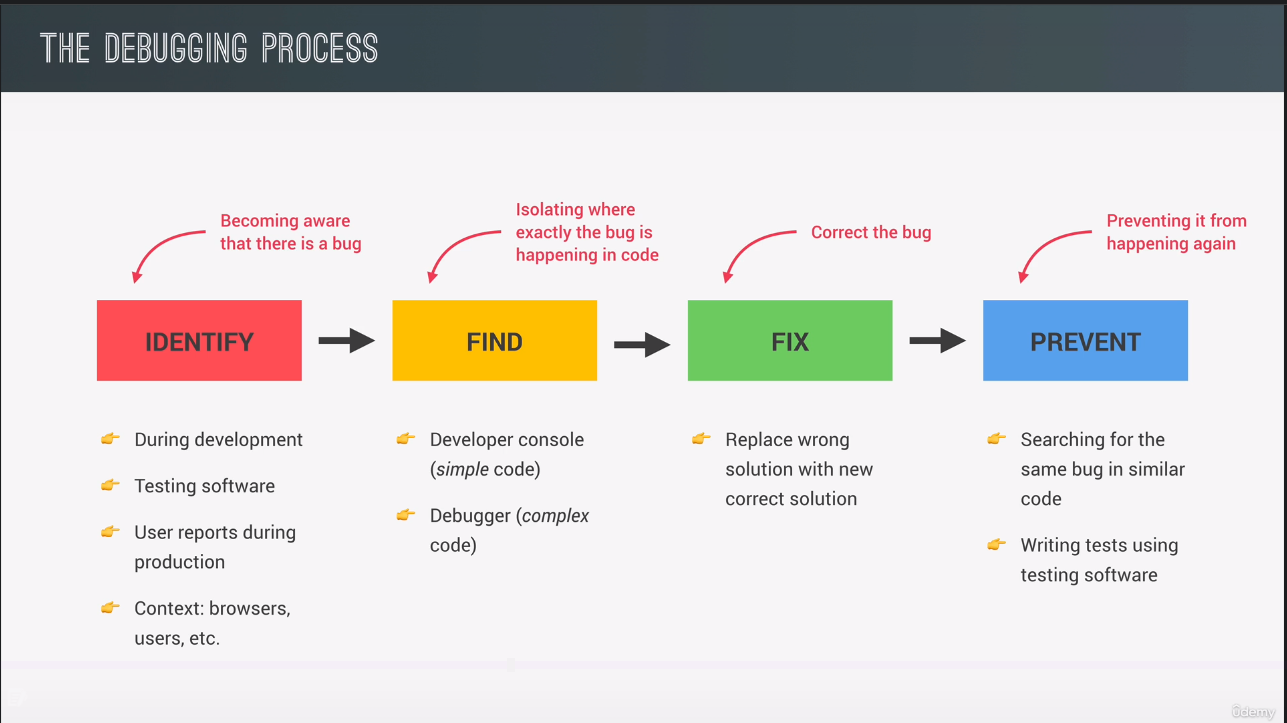 THE DEBUGGING PROCESS
Becoming aware
that there is a bug
Isolating where
exactly the bug is
happening in code
Correct the bug
Preventing it from
happening again
IDENTIFY
FIND
FIX
PREVENT
During development
Testing software
User reports during
production
Context: browsers,
users, etc.
Developer console
(simple code)
Debugger (complex
code)
Replace wrong
solution with new
correct solution
Searching for the
same bug in similar
code
Writing tests using
testing software
ûdemy